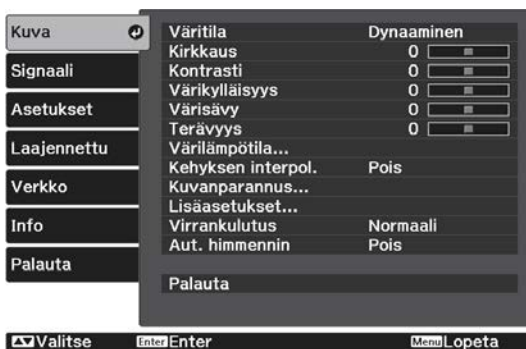 Kuva
Signaali
Asetukset
Laajennettu
Verkko
Info
Palauta
Väritila Dynaaminen
Kirkkaus 0
Kontrasti 0
Värikylläisyys 0
Värisävy 0
Terävyys 0
Värilämpötila...
Kehyksen interpol. Pois
Kuvanparannus...
Lisäasetukset...
Virrankulutus Normaali
Aut. himmennin Pois
Palauta
Valitse Enter Enter Menu Lopeta